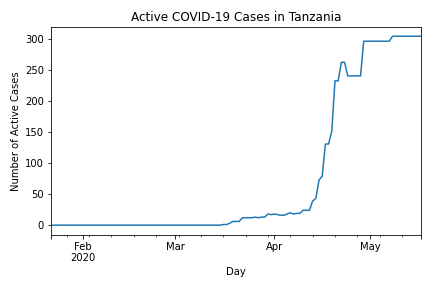 Active COVID-19 Cases in Tanzania
Number of Active Cases
300
250
200
150
100
50
0
Feb
2020
Mar
Apr
May
Day